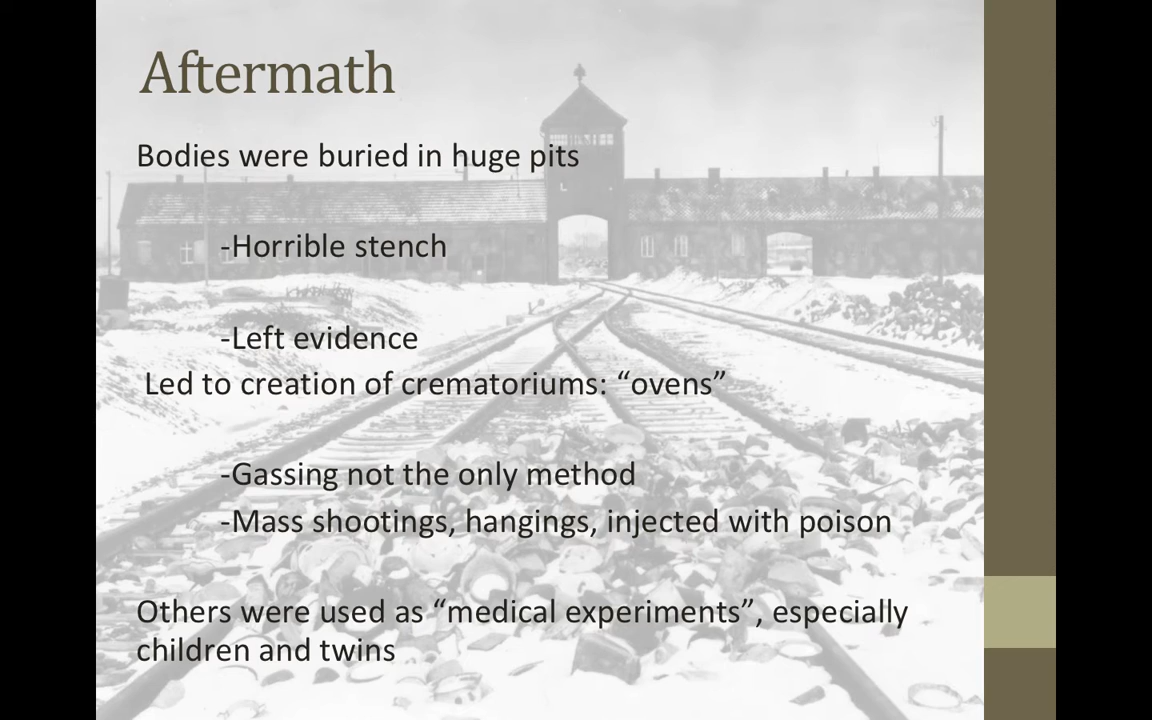 Aftermath
Bodies were buried in huge pits
-Horrible stench
-Left evidence
Led to creation of crematoriums: “ovens”
-Gassing not the only method
-Mass shootings, hangings, injected with poison
Others were used as “medical experiments”, especially
children and twins